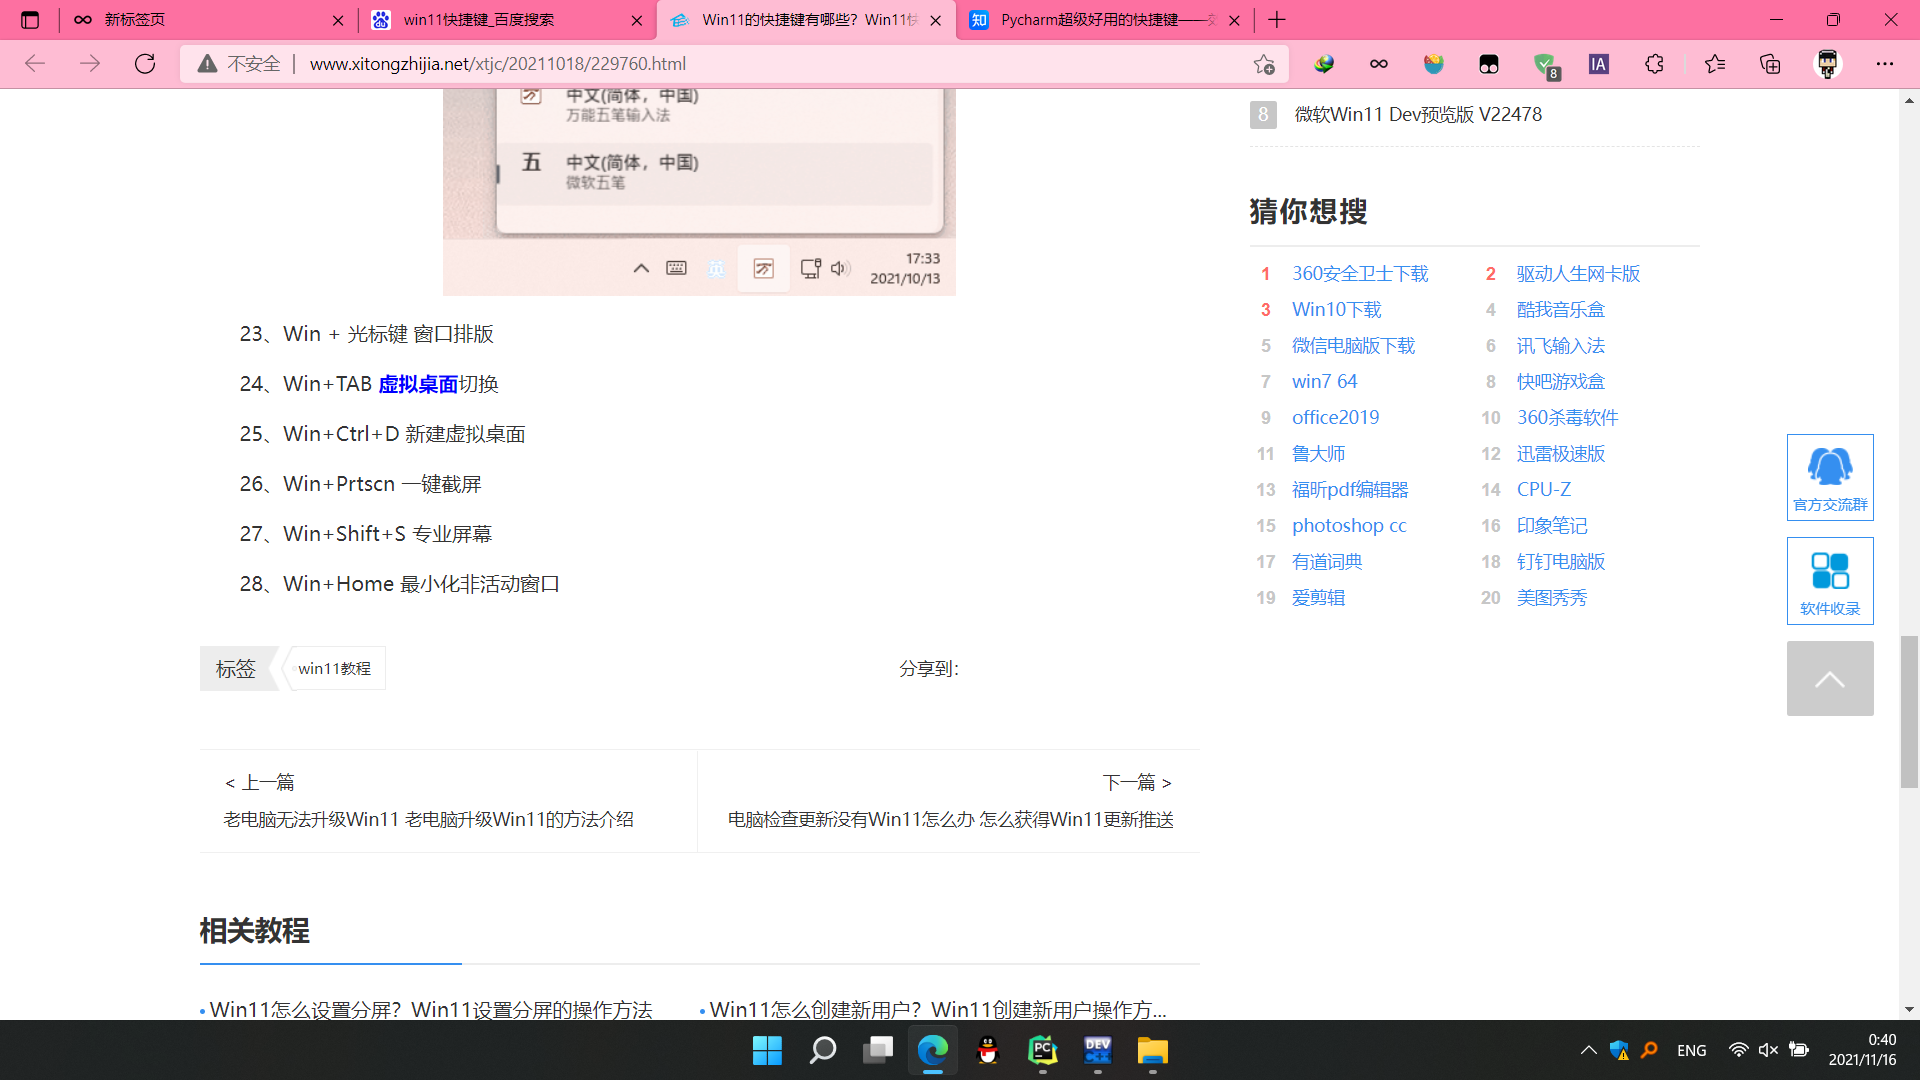 新标签页
win11快捷键_百度搜索
Win11的快捷键有哪些？Win11快
Pycharm超级好用的快捷键——
不安全
www.xitongzhijia.net/xtjc/20211018/229760.html
8
IA
万
中文(简体，中国)
万能五笔输入法
五
中文(简体，中国)
微软五笔
英
万
17:33
2021/10/13
23、Win + 光标键 窗口排版
24、Win+TAB 虚拟桌面切换
25、Win+Ctrl+D 新建虚拟桌面
26、Win+Prtscn 一键截屏
27、Win+Shift+S 专业屏幕
28、Win+Home 最小化非活动窗口
标签
win11教程
分享到：
< 上一篇
老电脑无法升级Win11 老电脑升级Win11的方法介绍
下一篇 >
电脑检查更新没有Win11怎么办 怎么获得Win11更新推送
相关教程
Win11怎么设置分屏？Win11设置分屏的操作方法
Win11怎么创建新用户？Win11创建新用户操作方...
8 微软Win11 Dev预览版 V22478
猜你想搜
1 360安全卫士下载
2 驱动人生网卡版
3 Win10下载
4 酷我音乐盒
5 微信电脑版下载
6 讯飞输入法
7 win7 64
8 快吧游戏盒
9 office2019
10 360杀毒软件
11 鲁大师
12 迅雷极速版
13 福昕pdf编辑器
14 CPU-Z
15 photoshop cc
16 印象笔记
17 有道词典
18 钉钉电脑版
19 爱剪辑
20 美图秀秀
官方交流群
软件收录
PC
DEV
C++
ENG
0:40
2021/11/16